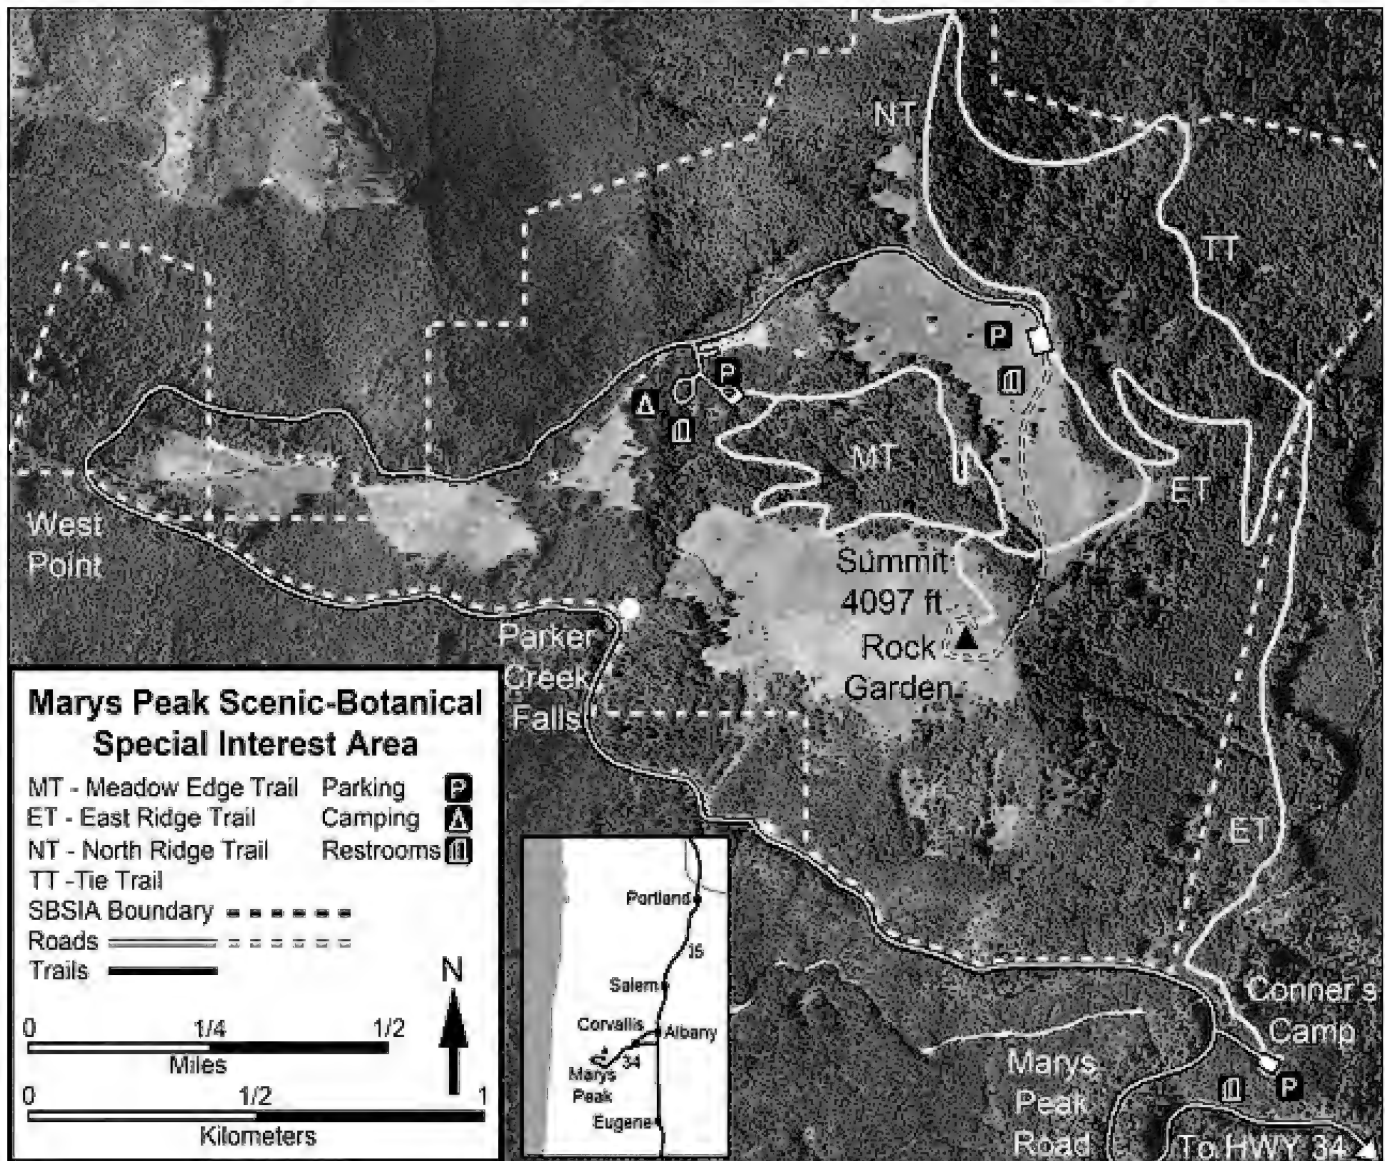 NT
TT
MT
ET
West
Point
Summit
4097 ft
Rock
Garden
Parker
Creek
Falls
ET
Conner's
Camp
Marys
Peak
Road
To HWY 34
P
P
P
Marys Peak Scenic-Botanical
Special Interest Area
MT - Meadow Edge Trail Parking P
ET - East Ridge Trail Camping
NT - North Ridge Trail Restrooms
TT -Tie Trail
SBSIA Boundary
Roads
Trails
N
0 1/4 1/2
Miles
0 1/2 1
Kilometers
Portland
I5
Salem
Corvallis
Albany
34
Marys
Peak
Eugene